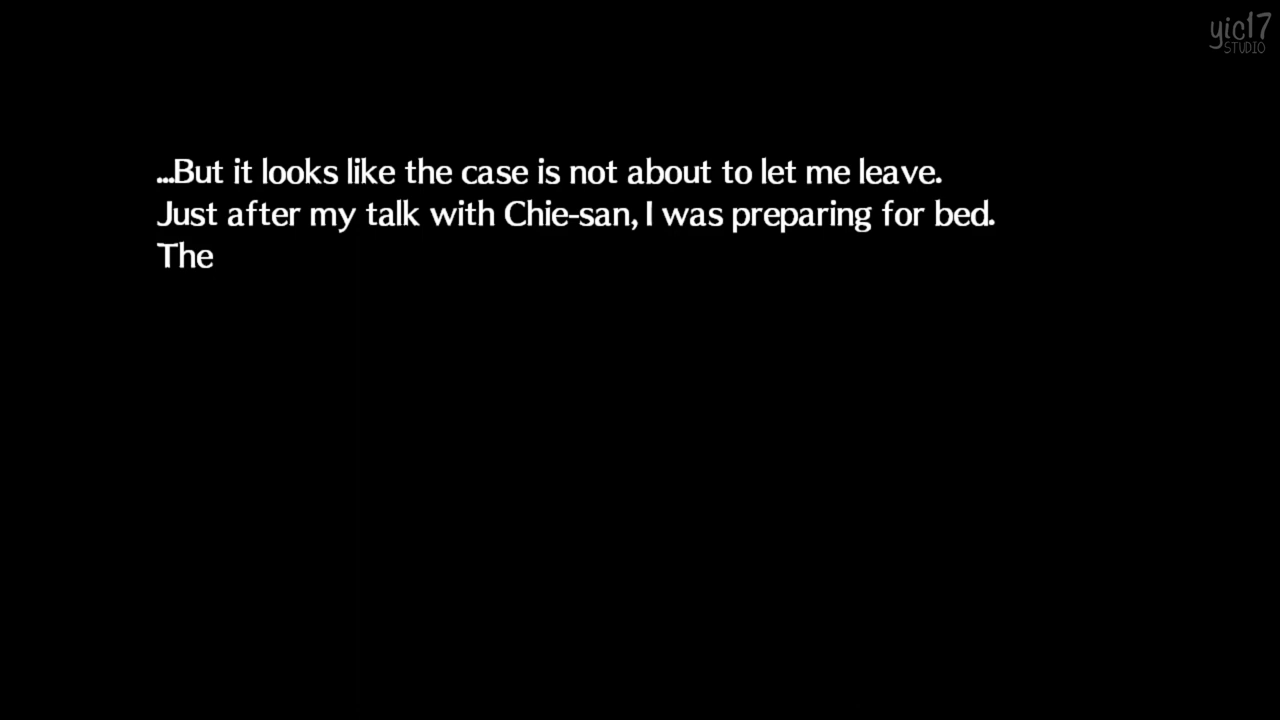 yic17
STUDIO
...But it looks like the case is not about to let me leave.
Just after my talk with Chie-san, I was preparing for bed.
The